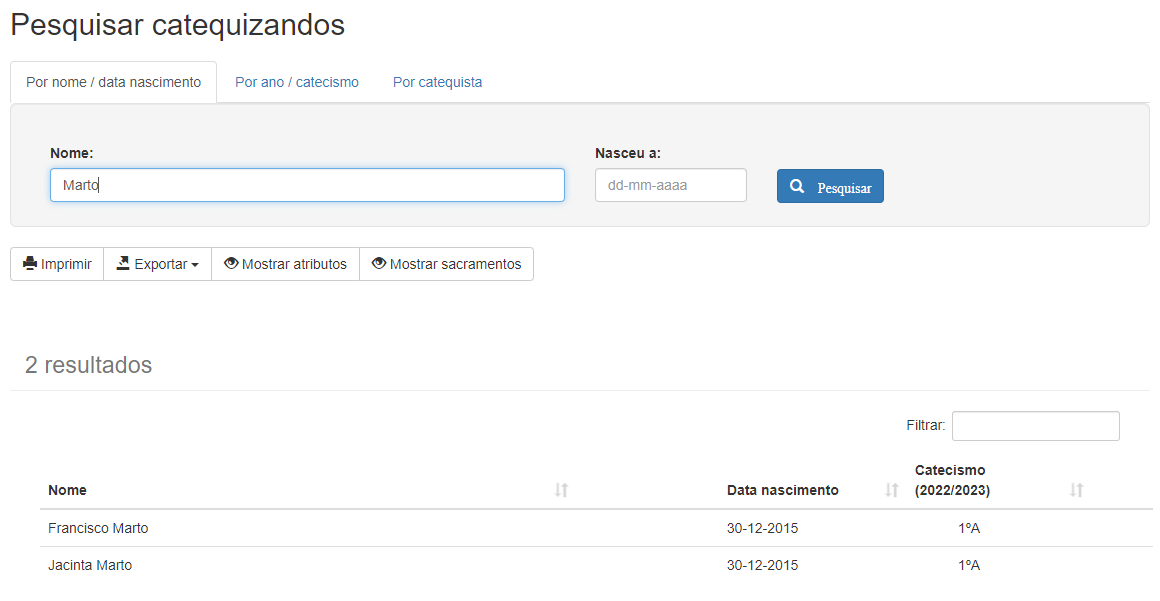 Pesquisar catequizandos
Por nome / data nascimento Por ano / catecismo Por catequista
Nome: Nasceu a:
Marto dd-mm-aaaa Pesquisar
Imprimir Exportar Mostrar atributos Mostrar sacramentos
2 resultados
Filtrar:
Nome Data nascimento Catecismo
(2022/2023)
Francisco Marto 30-12-2015 1ºA
Jacinta Marto 30-12-2015 1ºA